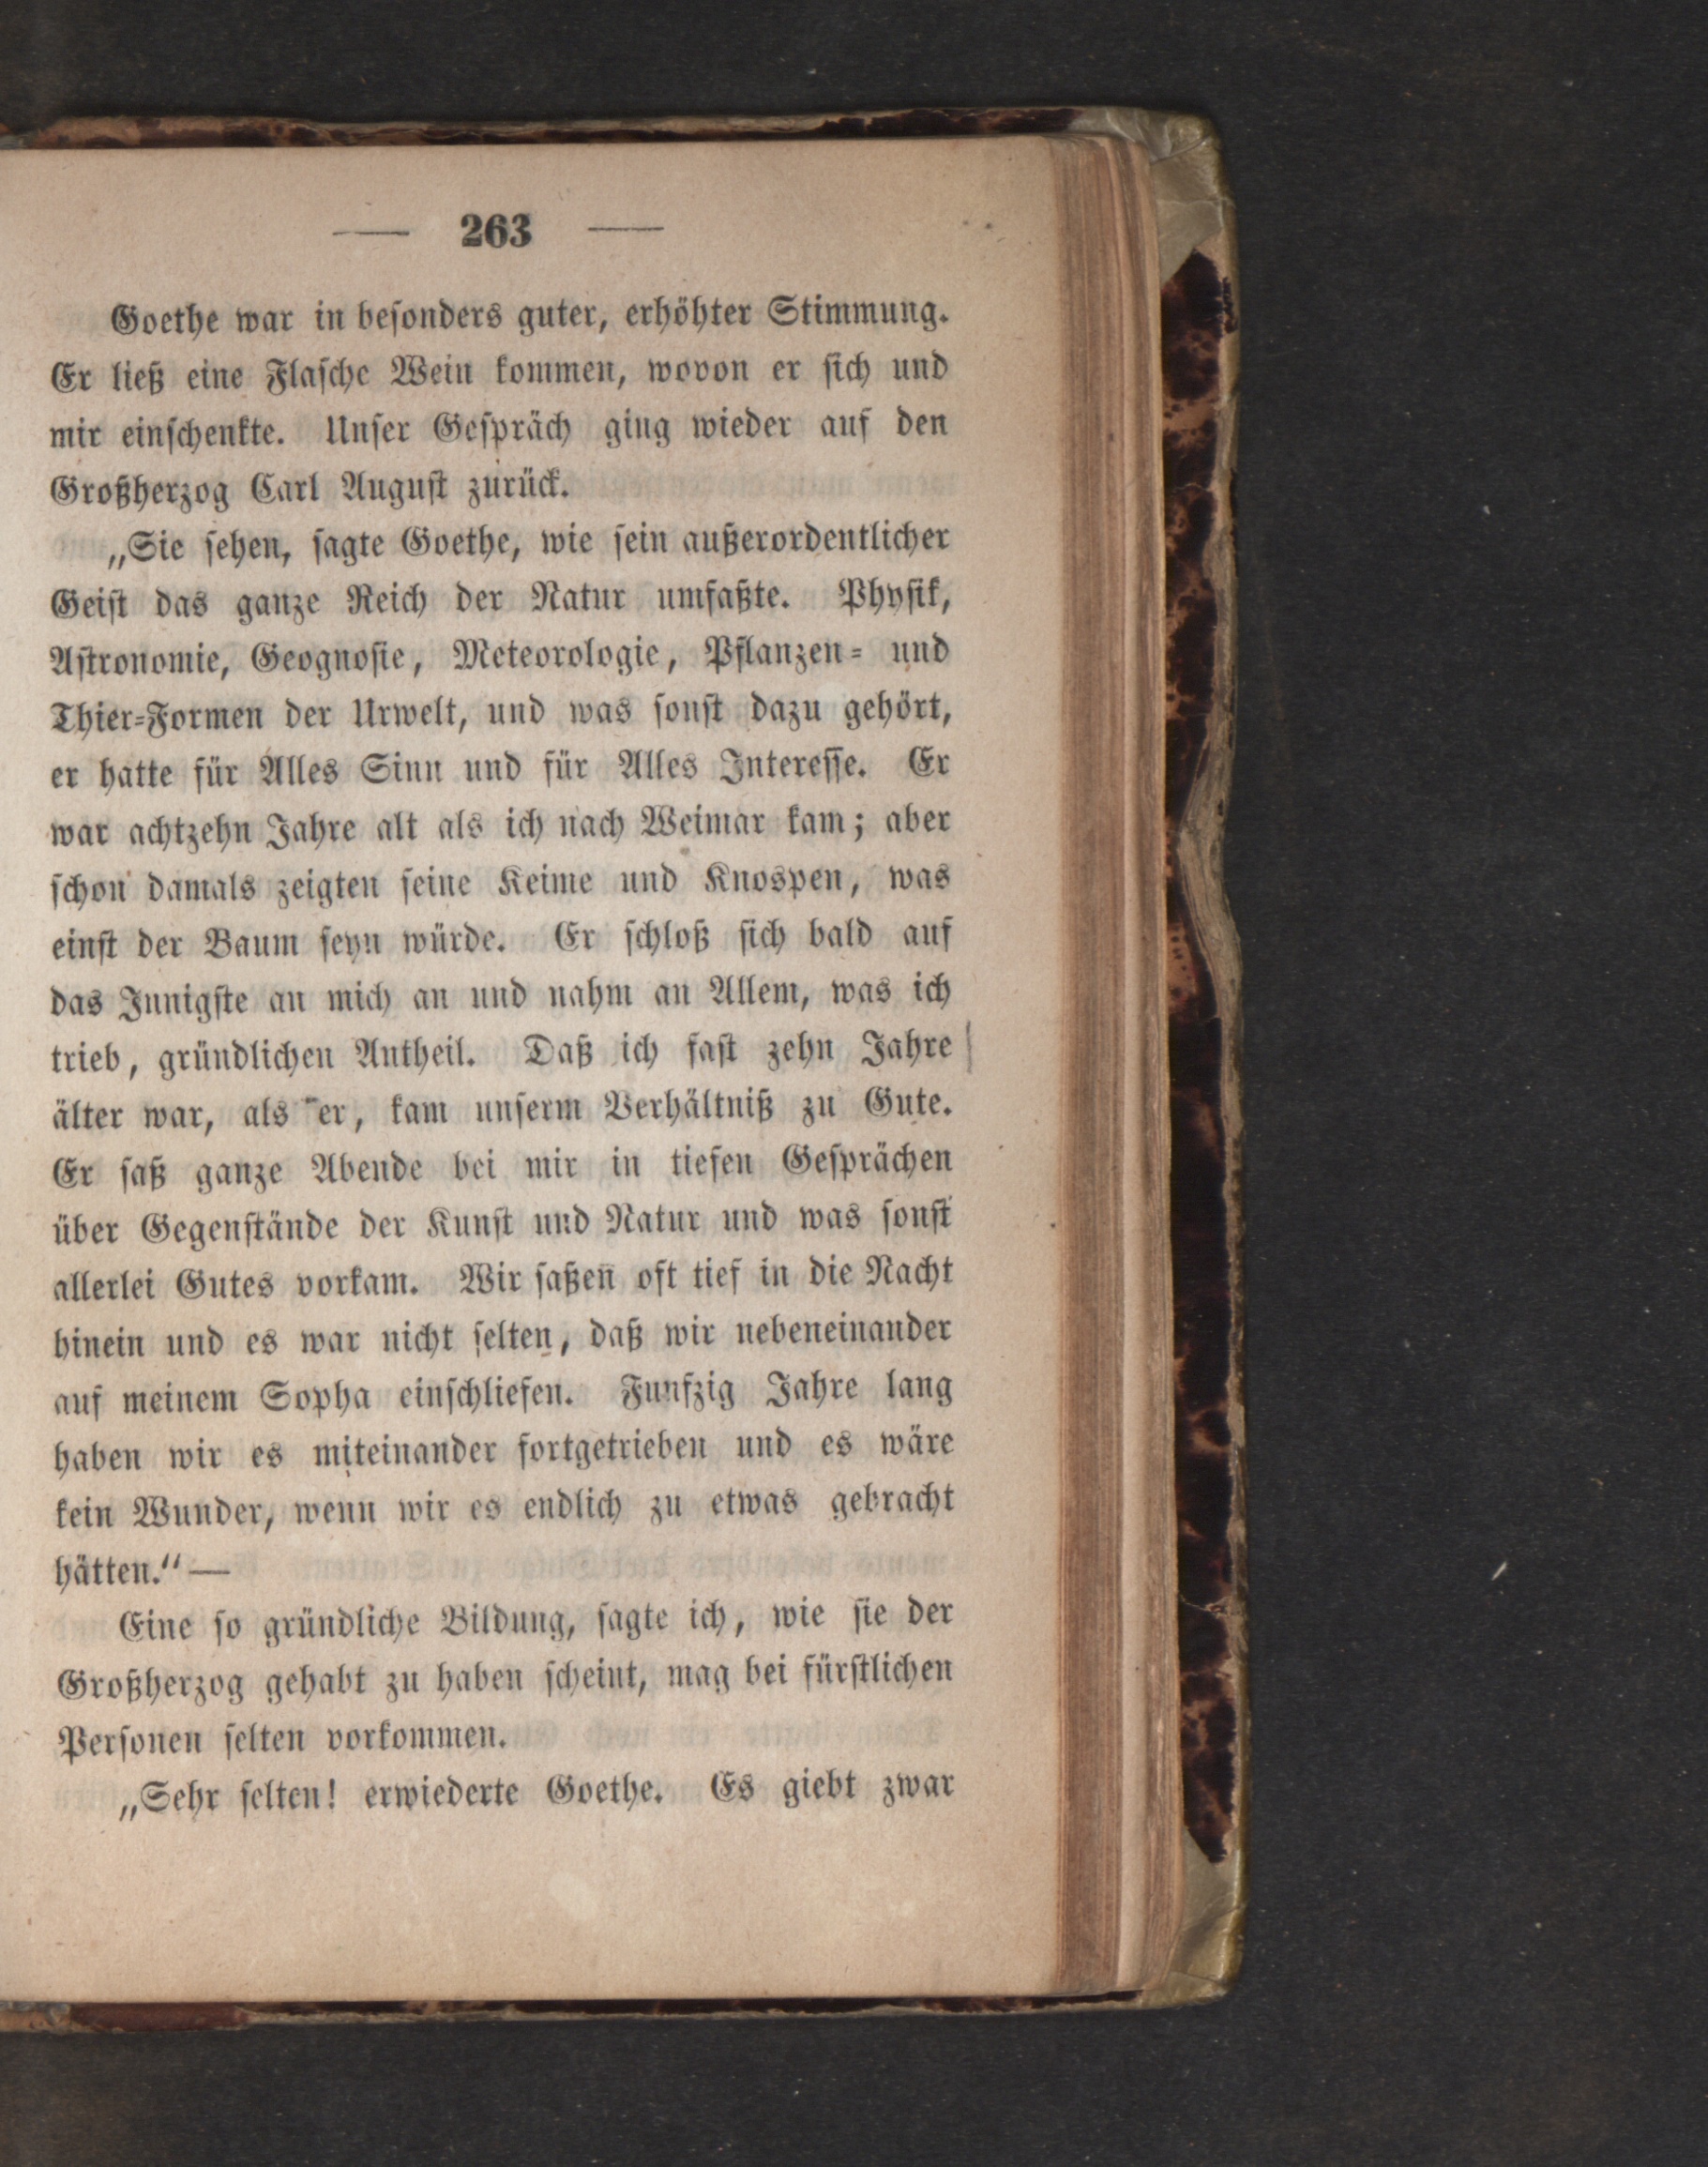 — 263 —
Goethe war in besonders guter, erhöhter Stimmung.
Er ließ eine Flasche Wein kommen, wovon er sich und
mir einschenkte. Unser Gespräch ging wieder auf den
Großherzog Carl August zurück.
„Sie sehen, sagte Goethe, wie sein außerordentlicher
Geist das ganze Reich der Natur umfaßte. Physik,
Astronomie, Geognosie, Meteorologie, Pflanzen- und
Thier-Formen der Urwelt, und was sonst dazu gehört,
er hatte für Alles Sinn und für Alles Interesse. Er
war achtzehn Jahre alt als ich nach Weimar kam; aber
schon damals zeigten seine Keime und Knospen, was
einst der Baum seyn würde. Er schloß sich bald auf
das Innigste an mich an und nahm an Allem, was ich
trieb, gründlichen Antheil. Daß ich fast zehn Jahre
älter war, als er, kam unserm Verhältniß zu Gute.
Er saß ganze Abende bei mir in tiefen Gesprächen
über Gegenstände der Kunst und Natur und was sonst
allerlei Gutes vorkam. Wir saßen oft tief in die Nacht
hinein und es war nicht selten, daß wir nebeneinander
auf meinem Sopha einschliefen. Funfzig Jahre lang
haben wir es miteinander fortgetrieben und es wäre
kein Wunder, wenn wir es endlich zu etwas gebracht
hätten.“ —
Eine so gründliche Bildung, sagte ich, wie sie der
Großherzog gehabt zu haben scheint, mag bei fürstlichen
Personen selten vorkommen.
„Sehr selten! erwiederte Goethe. Es giebt zwar